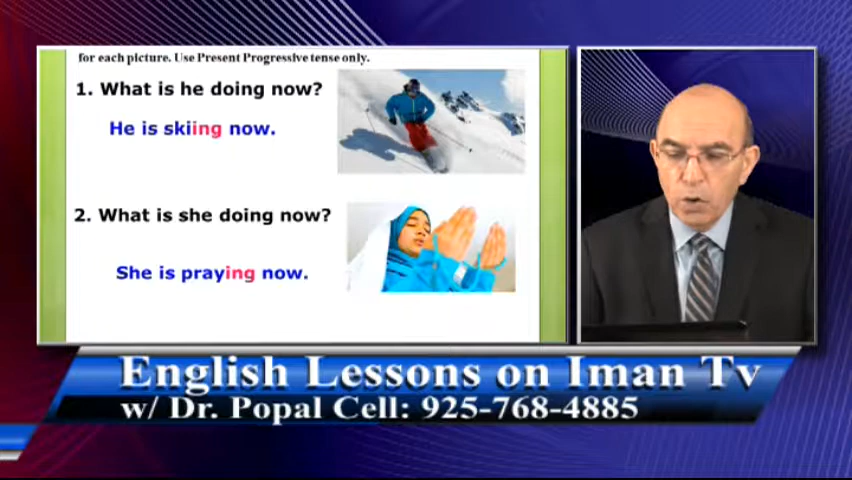 for each picture. Use Present Progressive tense only.
1. What is he doing now?
He is skiing now.
2. What is she doing now?
She is praying now.
English Lessons on Iman Tv
w/ Dr. Popal Cell: 925-768-4885